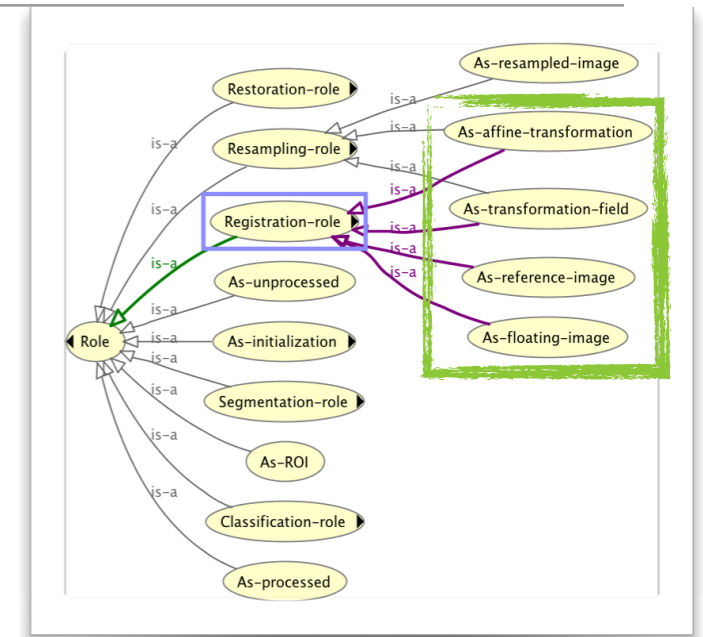 As-resampled-image
Restoration-role
is-a
As-affine-transformation
is-a
is-a
Resampling-role
is-a
is-a
As-transformation-field
is-a
Registration-role
is-a
is-a
is-a
As-reference-image
is-a
As-unprocessed
is-a
Role
As-initialization
is-a
As-floating-image
is-a
Segmentation-role
is-a
As-ROI
is-a
Classification-role
As-processed